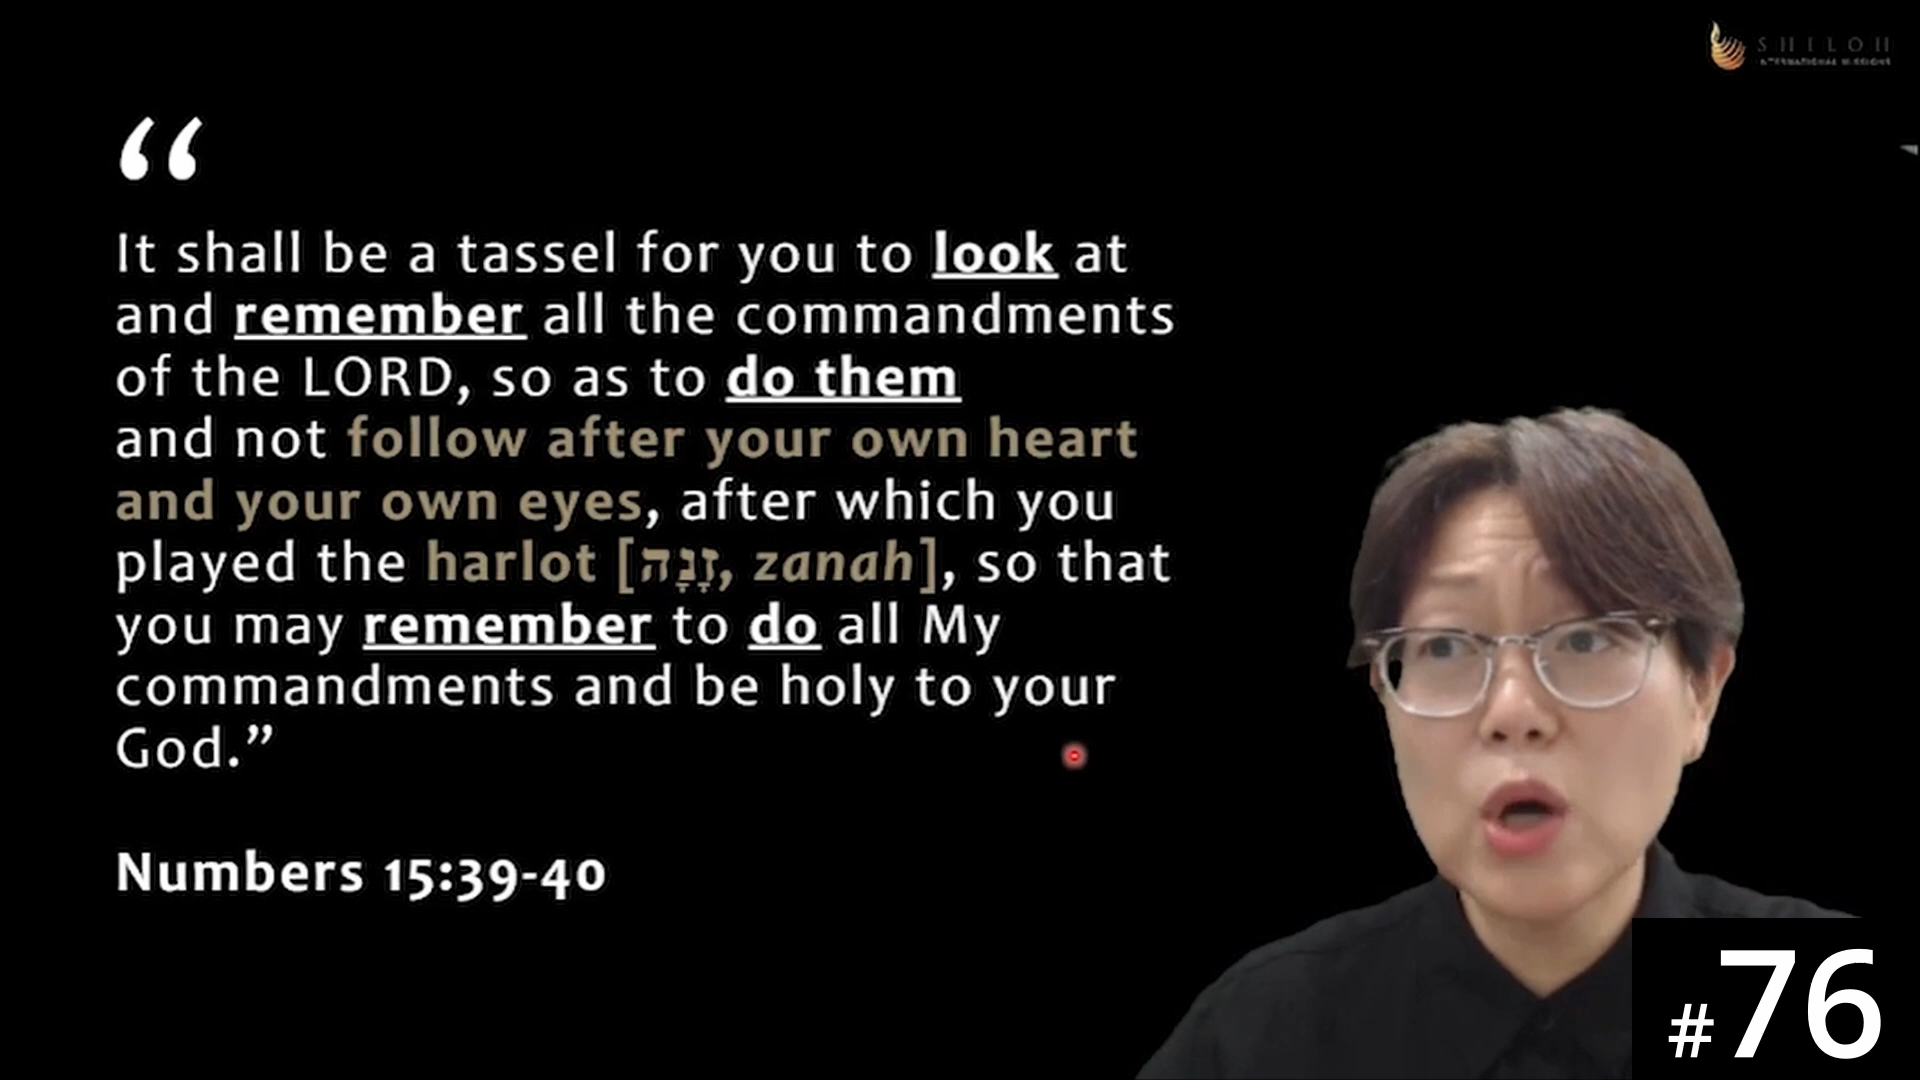 SHILOH
INTERNATIONAL MISSIONS
“
It shall be a tassel for you to look at
and remember all the commandments
of the LORD, so as to do them
and not follow after your own heart
and your own eyes, after which you
played the harlot [זָנָה, zanah], so that
you may remember to do all My
commandments and be holy to your
God.”
Numbers 15:39-40
#76